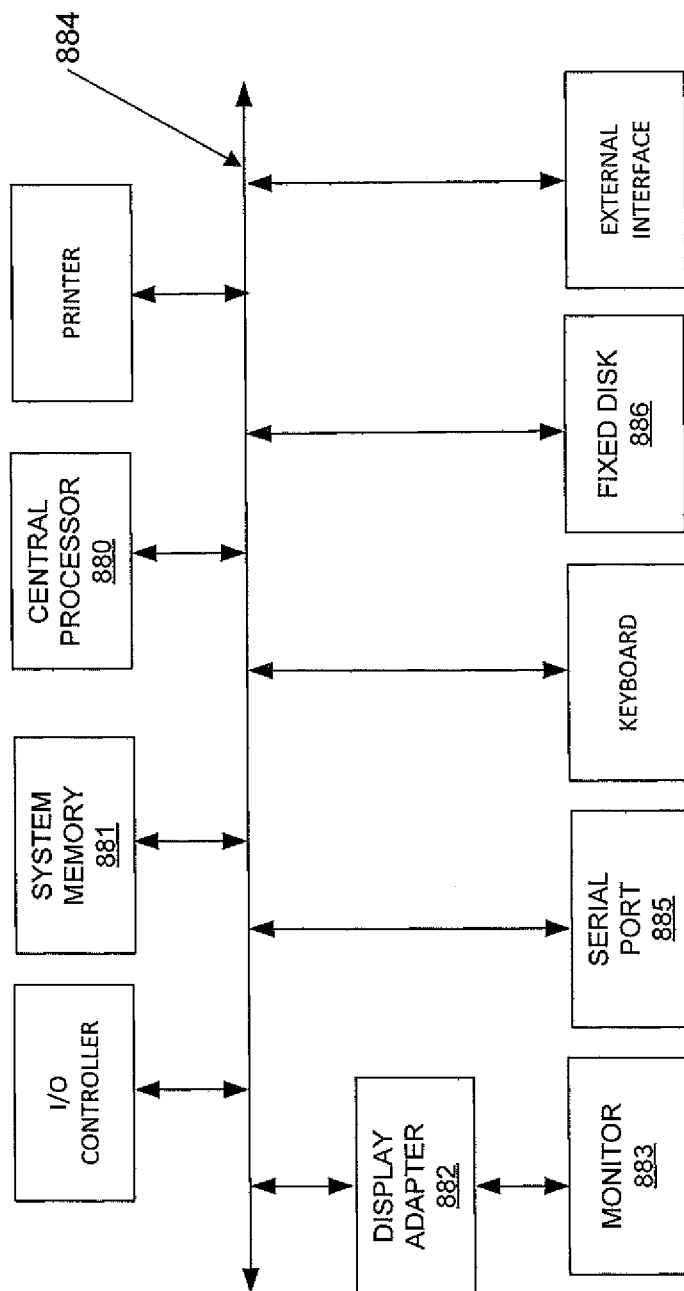 884
I/O
CONTROLLER
SYSTEM
MEMORY
881
CENTRAL
PROCESSOR
880
PRINTER
DISPLAY
ADAPTER
882
MONITOR
883
SERIAL
PORT
885
KEYBOARD
FIXED DISK
886
EXTERNAL
INTERFACE